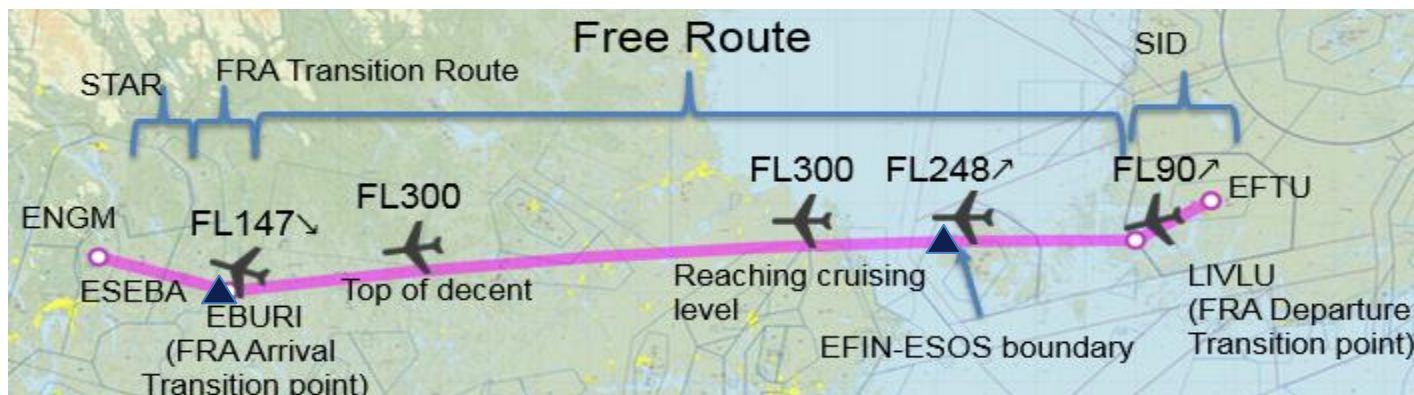 Free Route
SID
FRA Transition Route
STAR
FL300
FL248↗
FL90↗
EFTU
FL300
ENGM
FL147↘
ESEBA
Top of decent
Reaching cruising
level
LIVLU
(FRA Departure
Transition point)
EBURI
(FRA Arrival
Transition point)
EFIN-ESOS boundary